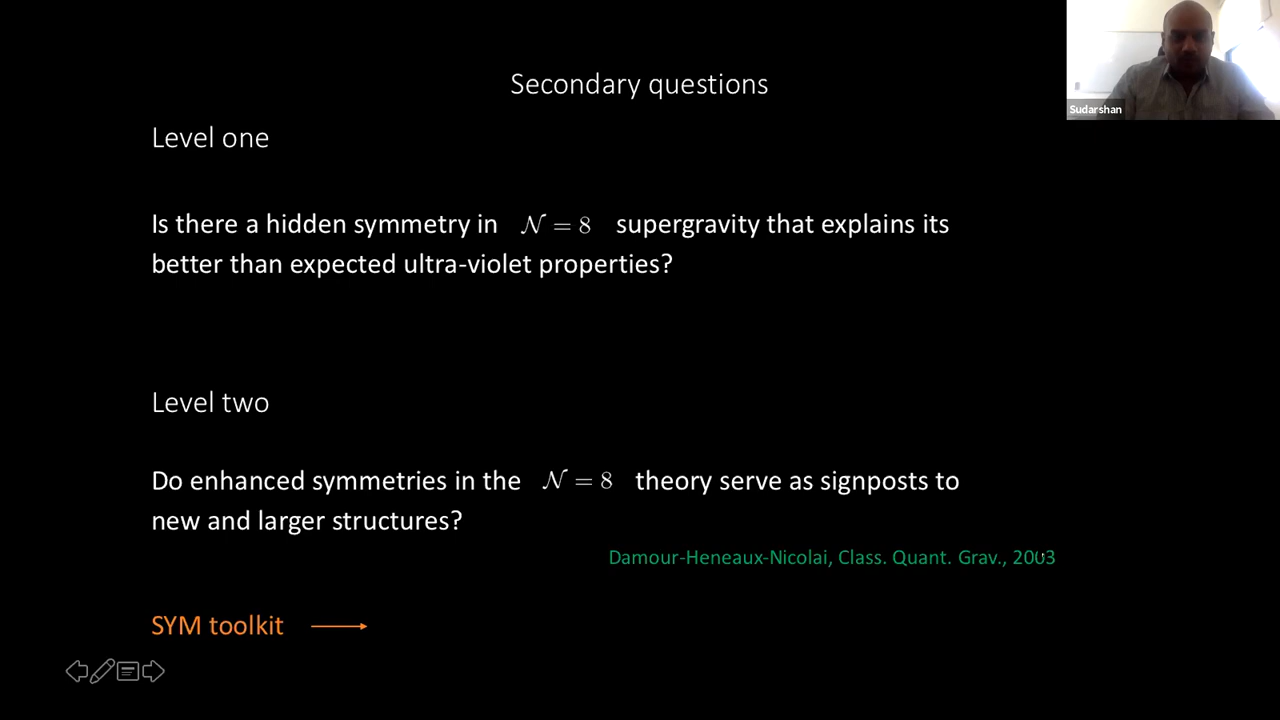 Secondary questions
Sudarshan
Level one
Is there a hidden symmetry in 𝒩 = 8 supergravity that explains its
better than expected ultra-violet properties?
Level two
Do enhanced symmetries in the 𝒩 = 8 theory serve as signposts to
new and larger structures?
Damour-Heneaux-Nicolai, Class. Quant. Grav., 2003
SYM toolkit